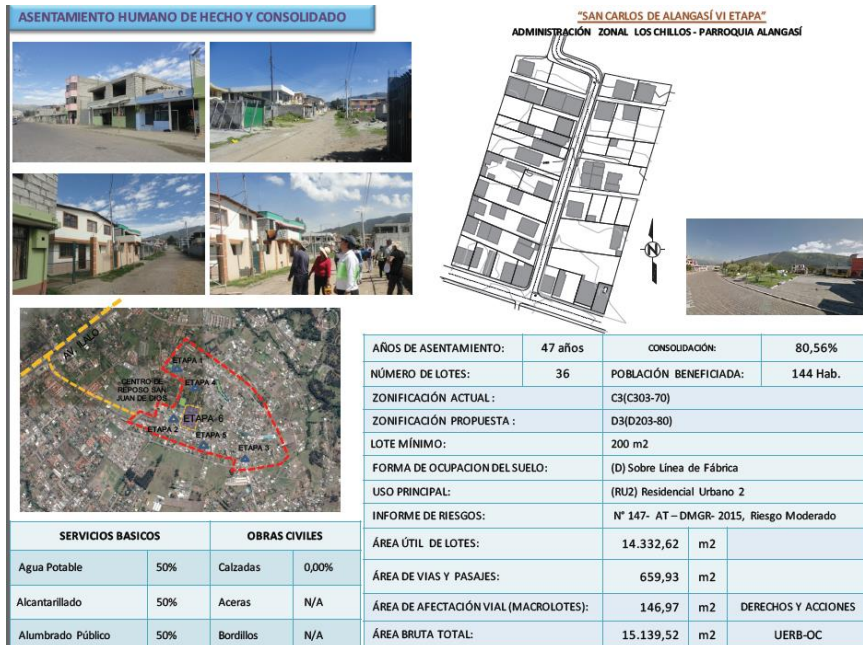 ASENTAMIENTO HUMANO DE HECHO Y CONSOLIDADO
"SAN CARLOS DE ALANGASÍ VI ETAPA"
ADMINISTRACIÓN ZONAL LOS CHILLOS - PARROQUIA ALANGASÍ
N
AV. ILALO
ETAPA 1
CENTRO DE
REPOSO SAN
JUAN DE DIOS
ETAPA 4
ETAPA-6
ETAPA 2
ETAPA 5
ETAPA 3
AÑOS DE ASENTAMIENTO: 47 años CONSOLIDACIÓN: 80,56%
NÚMERO DE LOTES: 36 POBLACIÓN BENEFICIADA: 144 Hab.
ZONIFICACIÓN ACTUAL : C3(C303-70)
ZONIFICACIÓN PROPUESTA : D3(D203-80)
LOTE MÍNIMO: 200 m2
FORMA DE OCUPACION DEL SUELO: (D) Sobre Línea de Fábrica
USO PRINCIPAL: (RU2) Residencial Urbano 2
INFORME DE RIESGOS: N° 147- AT – DMGR- 2015, Riesgo Moderado
ÁREA ÚTIL DE LOTES: 14.332,62 m2
ÁREA DE VIAS Y PASAJES: 659,93 m2
ÁREA DE AFECTACIÓN VIAL (MACROLOTES): 146,97 m2 DERECHOS Y ACCIONES
ÁREA BRUTA TOTAL: 15.139,52 m2 UERB-OC
SERVICIOS BASICOS OBRAS CIVILES
Agua Potable 50% Calzadas 0,00%
Alcantarillado 50% Aceras N/A
Alumbrado Público 50% Bordillos N/A